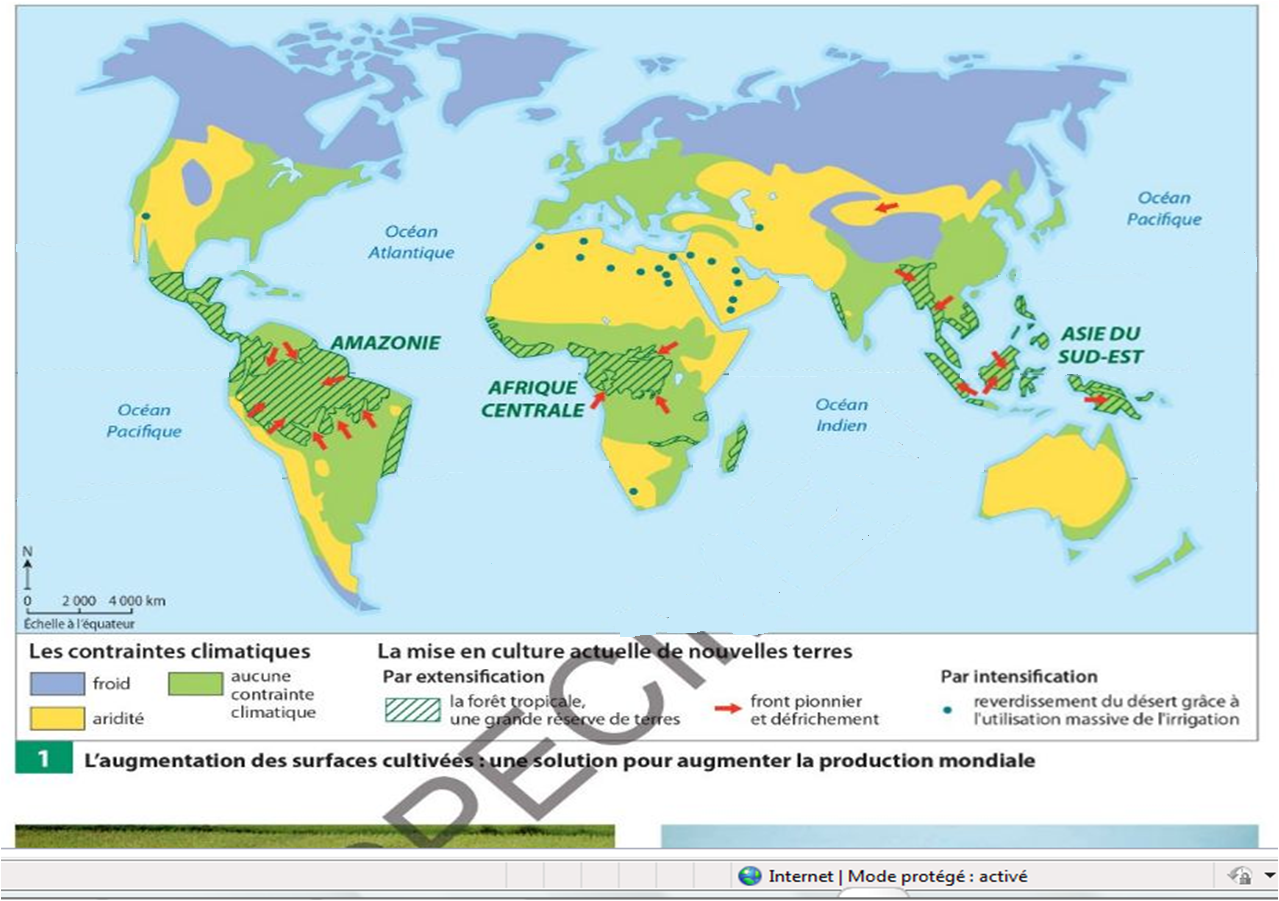 Océan
Pacifique
Océan
Atlantique
AMAZONIE
ASIE DU
SUD-EST
AFRIQUE
CENTRALE
Océan
Pacifique
Océan
Indien
N
0 2 000 4 000 km
Échelle à l'équateur
Les contraintes climatiques
froid
aridité
aucune
contrainte
climatique
La mise en culture actuelle de nouvelles terres
Par extensification
la forêt tropicale,
une grande réserve de terres
front pionnier
et défrichement
Par intensification
reverdissement du désert grâce à
l'utilisation massive de l'irrigation
1 L'augmentation des surfaces cultivées : une solution pour augmenter la production mondiale
SPECI
Internet | Mode protégé : activé